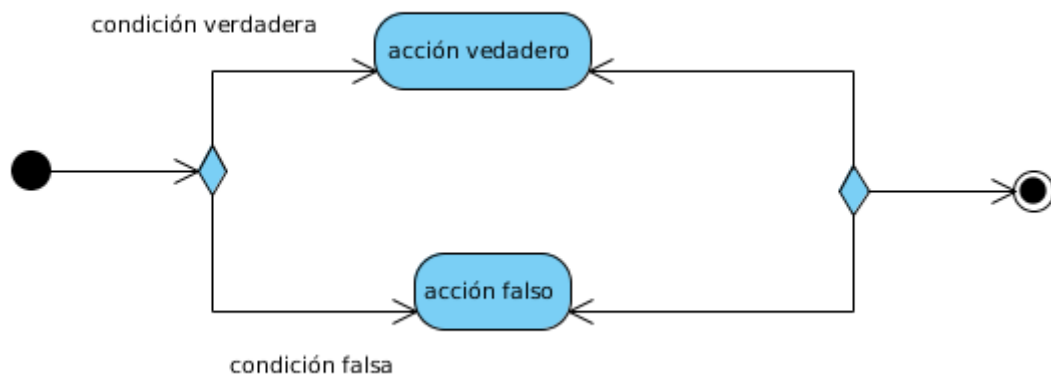 condición verdadera
acción vedadero
acción falso
condición falsa